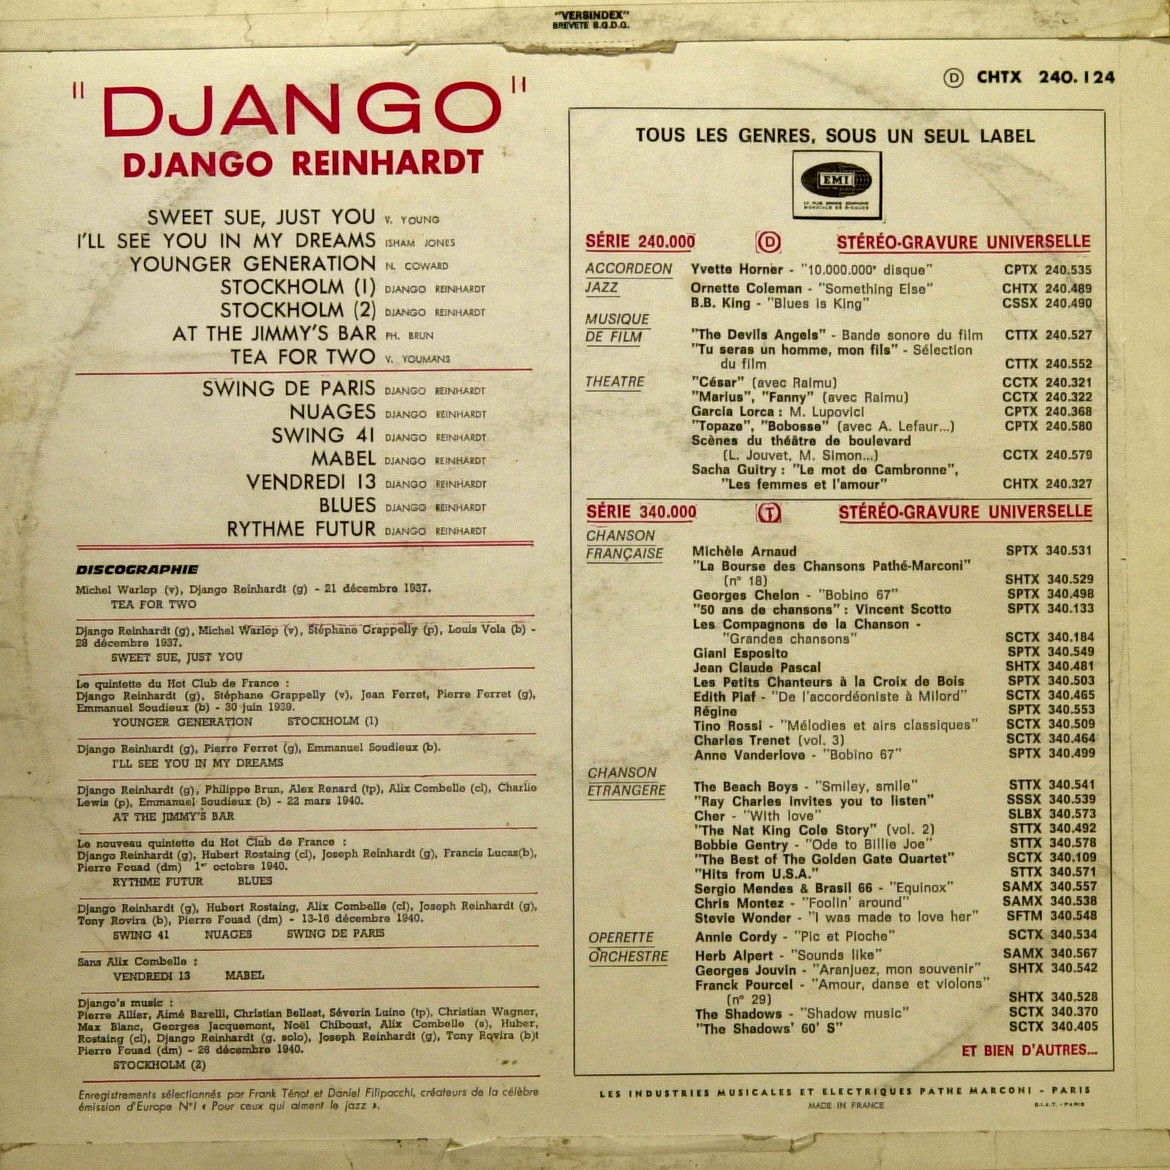 "VERSINDEX"
BREVETÉ S.G.D.G.
Ⓓ CHTX 240.124
"DJANGO"
DJANGO REINHARDT
SWEET SUE, JUST YOU V. YOUNG
I'LL SEE YOU IN MY DREAMS ISHAM JONES
YOUNGER GENERATION N. COWARD
STOCKHOLM (1) DJANGO REINHARDT
STOCKHOLM (2) DJANGO REINHARDT
AT THE JIMMY'S BAR PH. BRUN
TEA FOR TWO V. YOUMANS
SWING DE PARIS DJANGO REINHARDT
NUAGES DJANGO REINHARDT
SWING 41 DJANGO REINHARDT
MABEL DJANGO REINHARDT
VENDREDI 13 DJANGO REINHARDT
BLUES DJANGO REINHARDT
RYTHME FUTUR DJANGO REINHARDT
DISCOGRAPHIE
Michel Warlop (v), Django Reinhardt (g) - 21 décembre 1937.
TEA FOR TWO
Django Reinhardt (g), Michel Warlop (v), Stéphane Grappelly (p), Louis Vola (b) -
28 décembre 1937.
SWEET SUE, JUST YOU
Le quintette du Hot Club de France :
Django Reinhardt (g), Stéphane Grappelly (v), Jean Ferret, Pierre Ferret (g),
Emmanuel Soudieux (b) - 30 juin 1939.
YOUNGER GENERATION STOCKHOLM (1)
Django Reinhardt (g), Pierre Ferret (g), Emmanuel Soudieux (b).
I'LL SEE YOU IN MY DREAMS
Django Reinhardt (g), Philippe Brun, Alex Renard (tp), Alix Combelle (cl), Charlie
Lewis (p), Emmanuel Soudieux (b) - 22 mars 1940.
AT THE JIMMY'S BAR
Le nouveau quintette du Hot Club de France :
Django Reinhardt (g), Hubert Rostaing (cl), Joseph Reinhardt (g), Francis Lucas(b),
Pierre Fouad (dm) 1er octobre 1940.
RYTHME FUTUR BLUES
Django Reinhardt (g), Hubert Rostaing, Alix Combelle (cl), Joseph Reinhardt (g),
Tony Rovira (b), Pierre Fouad (dm) - 13-16 décembre 1940.
SWING 41 NUAGES SWING DE PARIS
Sans Alix Combelle :
VENDREDI 13 MABEL
Django's music :
Pierre Allier, Aimé Barelli, Christian Bellest, Séverin Luino (tp), Christian Wagner,
Max Blanc, Georges Jacquemont, Noël Chiboust, Alix Combelle (s), Huber,
Rostaing (cl), Django Reinhardt (g. solo), Joseph Reinhardt (g), Tony Rovira (b)t
Pierre Fouad (dm) - 26 décembre 1940.
STOCKHOLM (2)
Enregistrements sélectionnés par Frank Ténot et Daniel Filipacchi, créateurs de la célèbre
émission d'Europe N°1 « Pour ceux qui aiment le jazz ».
TOUS LES GENRES, SOUS UN SEUL LABEL
EMI
LA PLUS GRANDE COMPAGNIE
MONDIALE DE DISQUES
SÉRIE 240.000 Ⓓ STÉRÉO-GRAVURE UNIVERSELLE
ACCORDEON Yvette Horner - "10.000.000e disque" CPTX 240.535
JAZZ Ornette Coleman - "Something Else" CHTX 240.489
B.B. King - "Blues is King" CSSX 240.490
MUSIQUE
DE FILM "The Devils Angels" - Bande sonore du film CTTX 240.527
"Tu seras un homme, mon fils" - Sélection
du film CTTX 240.552
THEATRE "César" (avec Raimu) CCTX 240.321
"Marius", "Fanny" (avec Raimu) CCTX 240.322
Garcia Lorca : M. Lupovici CPTX 240.368
"Topaze", "Bobosse" (avec A. Lefaur...) CPTX 240.580
Scènes du théâtre de boulevard
(L. Jouvet, M. Simon...) CCTX 240.579
Sacha Guitry : "Le mot de Cambronne",
"Les femmes et l'amour" CHTX 240.327
SÉRIE 340.000 Ⓣ STÉRÉO-GRAVURE UNIVERSELLE
CHANSON
FRANÇAISE Michèle Arnaud SPTX 340.531
"La Bourse des Chansons Pathé-Marconi"
(n° 18) SHTX 340.529
Georges Chelon - "Bobino 67" SPTX 340.498
"50 ans de chansons" : Vincent Scotto SPTX 340.133
Les Compagnons de la Chanson -
"Grandes chansons" SCTX 340.184
Giani Esposito SPTX 340.549
Jean Claude Pascal SHTX 340.481
Les Petits Chanteurs à la Croix de Bois SPTX 340.503
Edith Piaf - "De l'accordéoniste à Milord" SCTX 340.465
Régine SPTX 340.553
Tino Rossi - "Mélodies et airs classiques" SCTX 340.509
Charles Trenet (vol. 3) SCTX 340.464
Anne Vanderlove - "Bobino 67" SPTX 340.499
CHANSON
ETRANGERE The Beach Boys - "Smiley, smile" STTX 340.541
"Ray Charles invites you to listen" SSSX 340.539
Cher - "With love" SLBX 340.573
"The Nat King Cole Story" (vol. 2) STTX 340.492
Bobbie Gentry - "Ode to Billie Joe" STTX 340.578
"The Best of The Golden Gate Quartet" SCTX 340.109
"Hits from U.S.A." STTX 340.571
Sergio Mendes & Brasil 66 - "Equinox" SAMX 340.557
Chris Montez - "Foolin' around" SAMX 340.538
Stevie Wonder - "I was made to love her" SFTM 340.548
OPERETTE Annie Cordy - "Pic et Pioche" SCTX 340.534
ORCHESTRE Herb Alpert - "Sounds like" SAMX 340.567
Georges Jouvin - "Aranjuez, mon souvenir" SHTX 340.542
Franck Pourcel - "Amour, danse et violons"
(n° 29) SHTX 340.528
The Shadows - "Shadow music" SCTX 340.370
"The Shadows' 60' S" SCTX 340.405
ET BIEN D'AUTRES...
LES INDUSTRIES MUSICALES ET ELECTRIQUES PATHE MARCONI - PARIS
MADE IN FRANCE